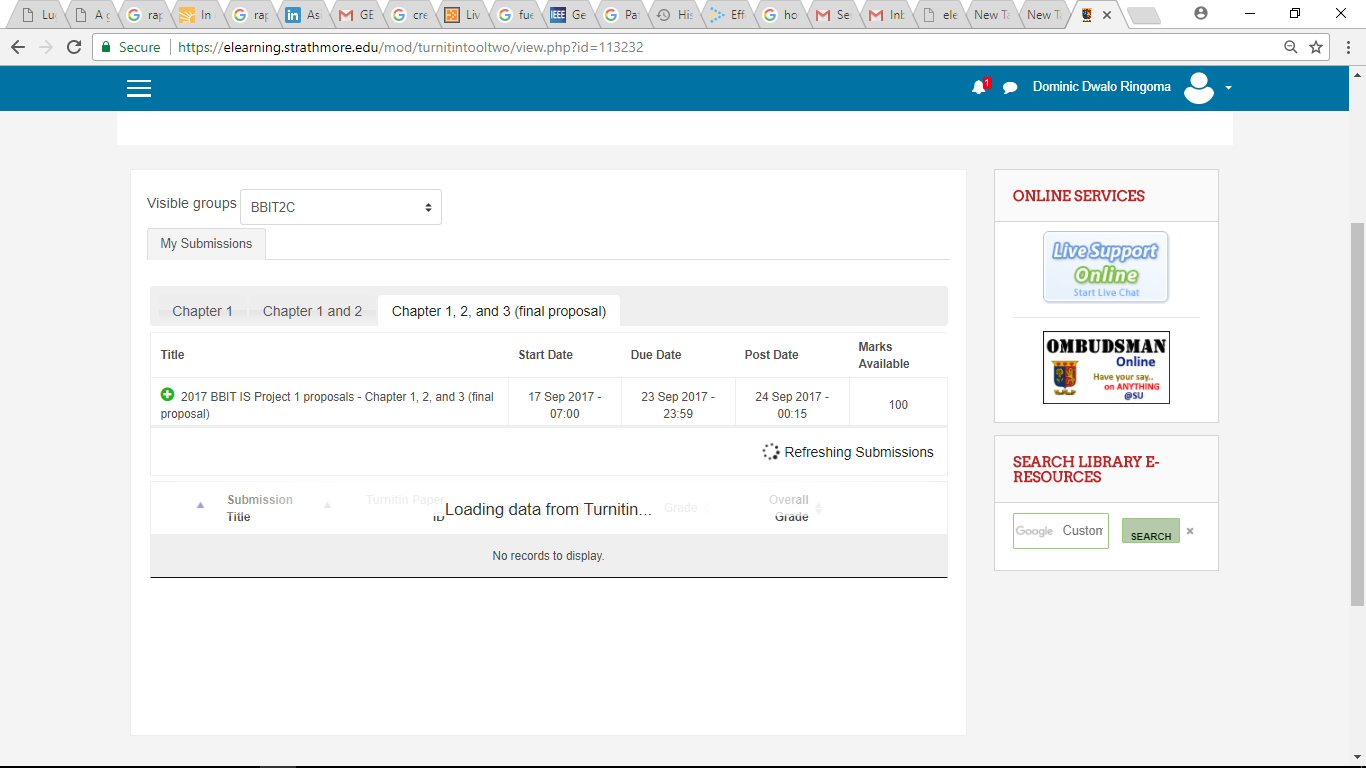 Lu
A g
rap
In
rap
As
GE
cre
Liv
fue
Ge
Pat
His
Eff
ho
Se
Inb
ele
New Ta
New T
Secure https://elearning.strathmore.edu/mod/turnitintooltwo/view.php?id=113232
1
Dominic Dwalo Ringoma
Visible groups BBIT2C
My Submissions
Chapter 1 Chapter 1 and 2 Chapter 1, 2, and 3 (final proposal)
Title Start Date Due Date Post Date Marks Available
2017 BBIT IS Project 1 proposals - Chapter 1, 2, and 3 (final proposal) 17 Sep 2017 - 07:00 23 Sep 2017 - 23:59 24 Sep 2017 - 00:15 100
Refreshing Submissions
Submission Title Turnitin Paper ID Grade Overall Grade
Loading data from Turnitin...
No records to display.
ONLINE SERVICES
Live Support
Online
Start Live Chat
OMBUDSMAN
Online
Have your say..
on ANYTHING
@SU
SEARCH LIBRARY E-
RESOURCES
Google Custom SEARCH ×